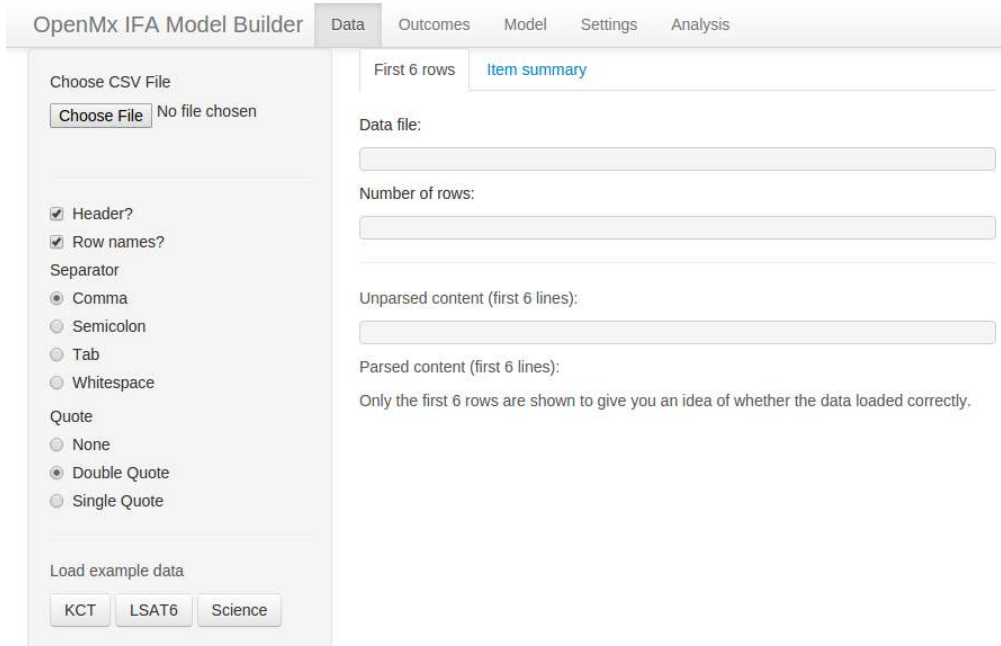 OpenMx IFA Model Builder Data Outcomes Model Settings Analysis
Choose CSV File
Choose File No file chosen
Header?
Row names?
Separator
Comma
Semicolon
Tab
Whitespace
Quote
None
Double Quote
Single Quote
Load example data
KCT LSAT6 Science
First 6 rows Item summary
Data file:
Number of rows:
Unparsed content (first 6 lines):
Parsed content (first 6 lines):
Only the first 6 rows are shown to give you an idea of whether the data loaded correctly.